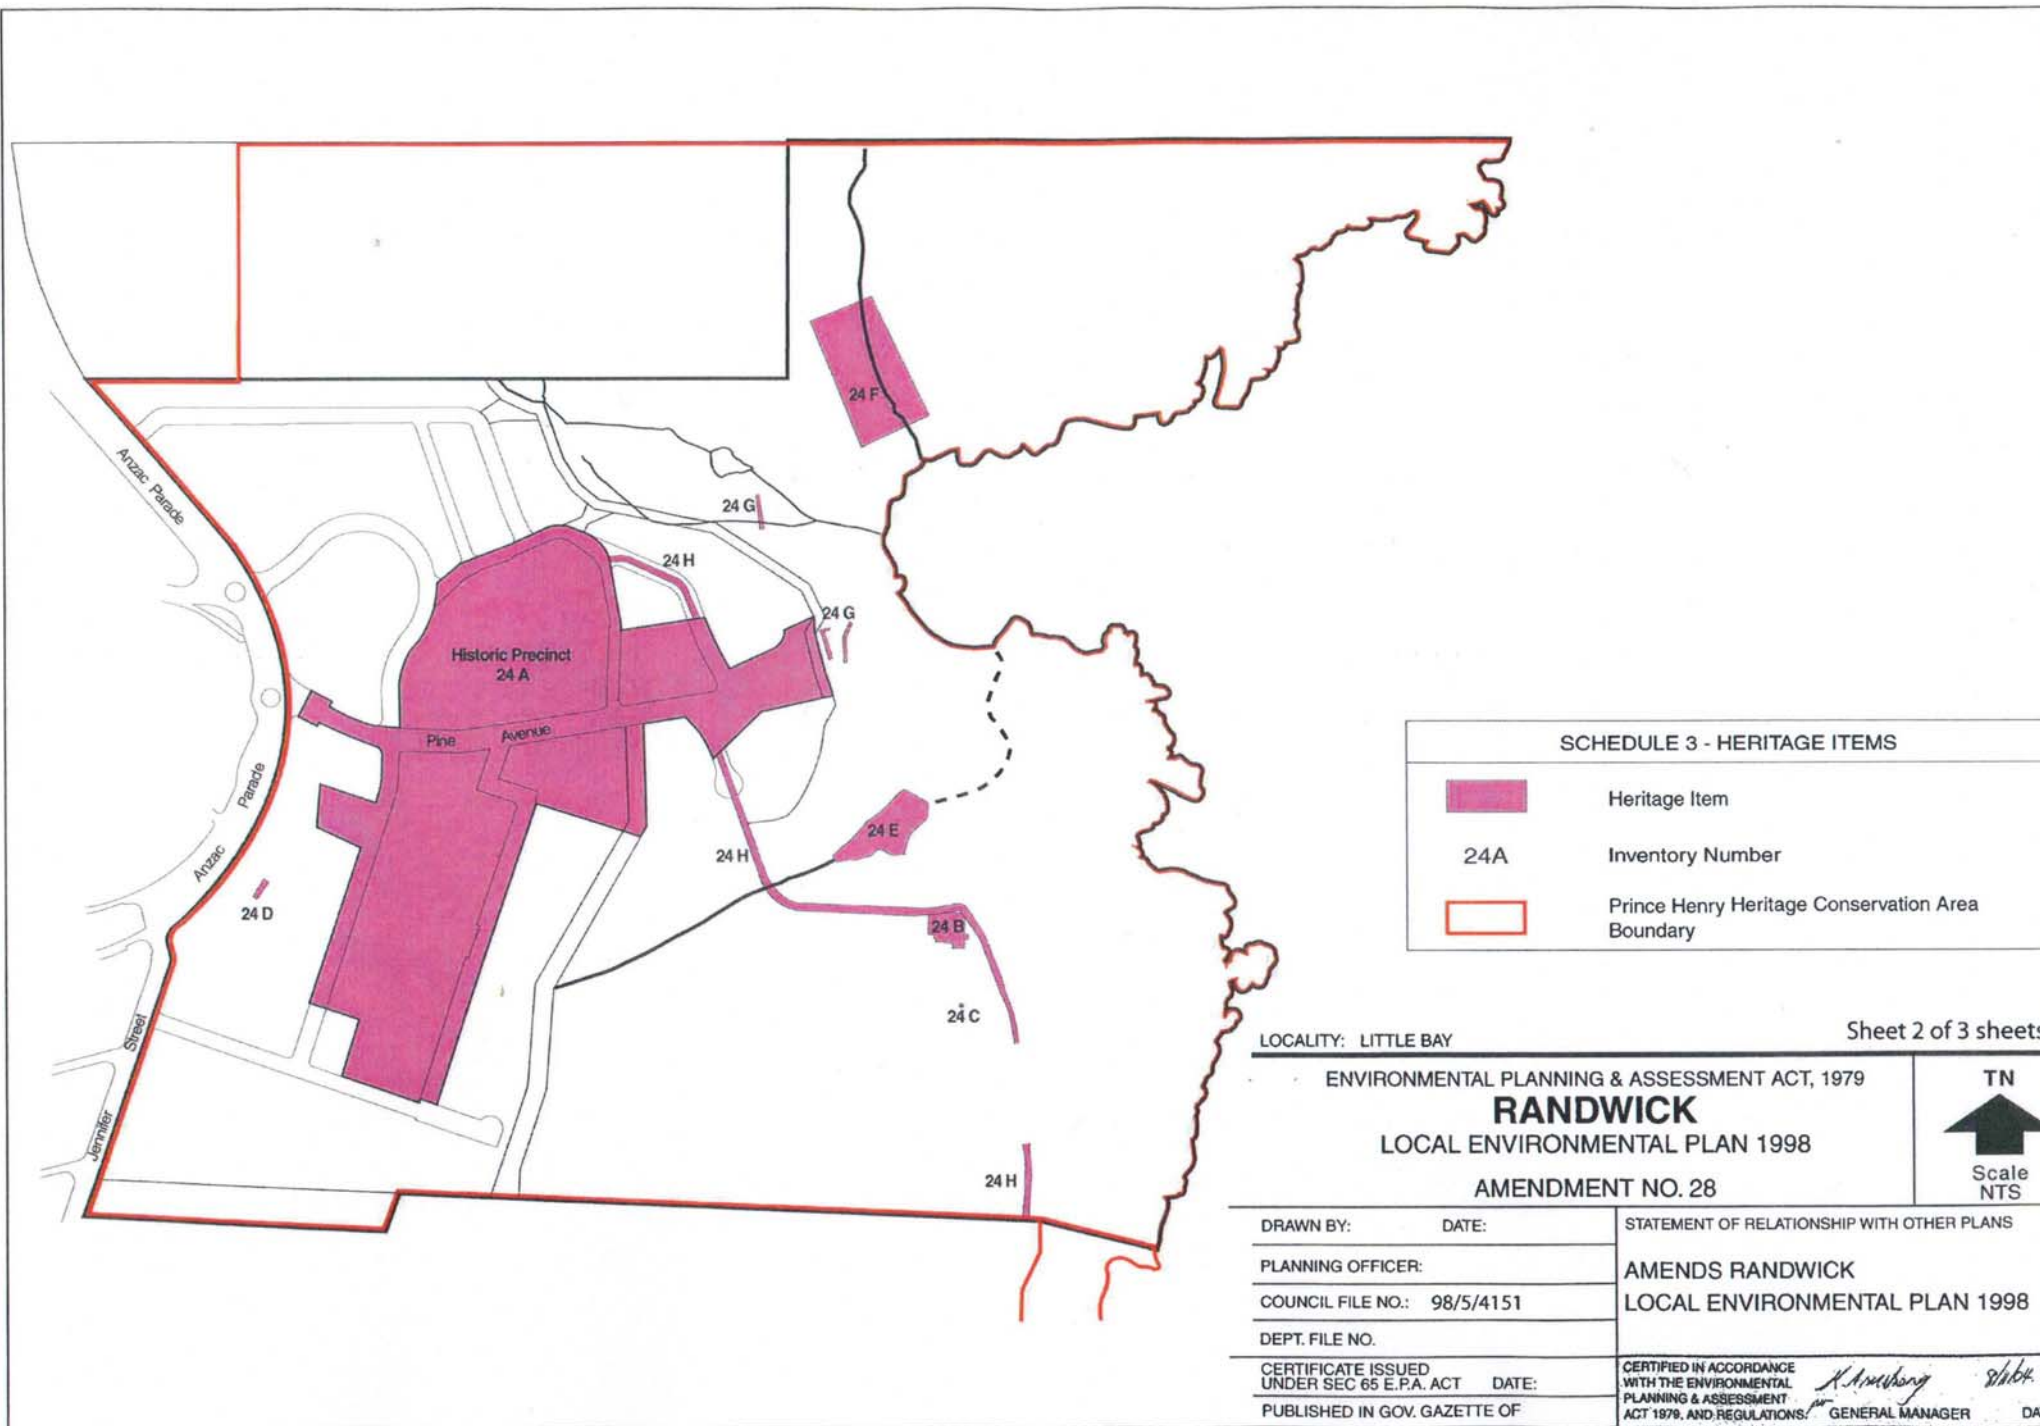 24 F
Anzac Parade
24 G
24 H
24 G
Historic Precinct
24 A
Pine Avenue
Anzac Parade
24 E
24 H
24 D
24 B
24 C
Jennifer Street
24 H
SCHEDULE 3 - HERITAGE ITEMS
Heritage Item
24A Inventory Number
Prince Henry Heritage Conservation Area
Boundary
LOCALITY: LITTLE BAY
Sheet 2 of 3 sheets
ENVIRONMENTAL PLANNING & ASSESSMENT ACT, 1979
RANDWICK
LOCAL ENVIRONMENTAL PLAN 1998
AMENDMENT NO. 28
TN
Scale
NTS
DRAWN BY: DATE:
PLANNING OFFICER:
COUNCIL FILE NO.: 98/5/4151
DEPT. FILE NO.
CERTIFICATE ISSUED
UNDER SEC 65 E.P.A. ACT DATE:
PUBLISHED IN GOV. GAZETTE OF
STATEMENT OF RELATIONSHIP WITH OTHER PLANS
AMENDS RANDWICK
LOCAL ENVIRONMENTAL PLAN 1998
CERTIFIED IN ACCORDANCE
WITH THE ENVIRONMENTAL
PLANNING & ASSESSMENT
ACT 1979, AND REGULATIONS. GENERAL MANAGER DA